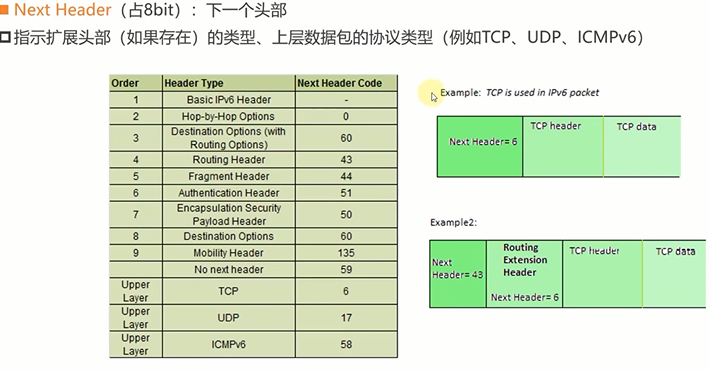 Next Header（占8bit）：下一个头部
指示扩展头部（如果存在）的类型、上层数据包的协议类型（例如TCP、UDP、ICMPv6）
Order Header Type Next Header Code
1 Basic IPv6 Header -
2 Hop-by-Hop Options 0
3 Destination Options (with Routing Options) 60
4 Routing Header 43
5 Fragment Header 44
6 Authentication Header 51
7 Encapsulation Security Payload Header 50
8 Destination Options 60
9 Mobility Header 135
No next header 59
Upper Layer TCP 6
Upper Layer UDP 17
Upper Layer ICMPv6 58
Example: TCP is used in IPv6 packet
Next Header= 6 TCP header TCP data
Example2:
Next Header= 43 Routing Extension Header Next Header= 6 TCP header TCP data